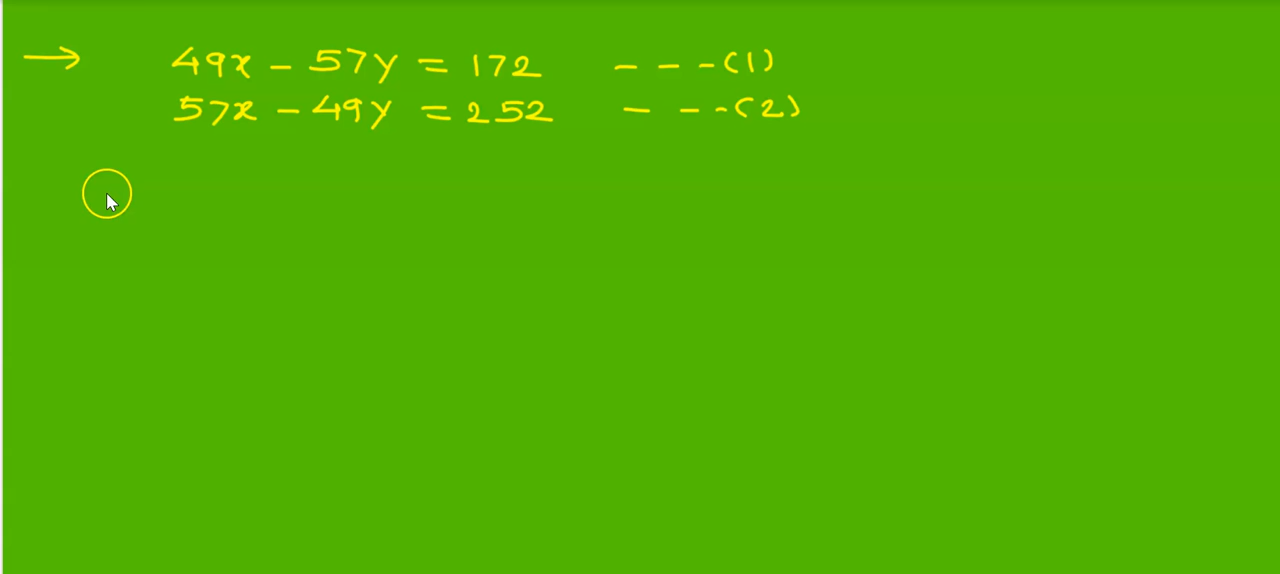 → 49x - 57y = 172 - - -(1)
57x - 49y = 252 - - -(2)